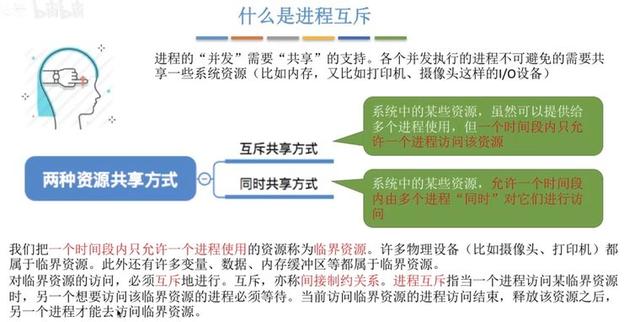 什么是进程互斥
进程的“并发”需要“共享”的支持。各个并发执行的进程不可避免的需要
共享一些系统资源（比如内存，又比如打印机、摄像头这样的I/O设备）
系统中的某些资源，虽然可以提供给
多个进程使用，但一个时间段内只允
许一个进程访问该资源
互斥共享方式
两种资源共享方式
同时共享方式
系统中的某些资源，允许一个时间段
内由多个进程“同时”对它们进行访
问
我们把一个时间段内只允许一个进程使用的资源称为临界资源。许多物理设备（比如摄像头、打印机）都
属于临界资源。此外还有许多变量、数据、内存缓冲区等都属于临界资源。
对临界资源的访问，必须互斥地进行。互斥，亦称间接制约关系。进程互斥指当一个进程访问某临界资源
时，另一个想要访问该临界资源的进程必须等待。当前访问临界资源的进程访问结束，释放该资源之后，
另一个进程才能去访问临界资源。